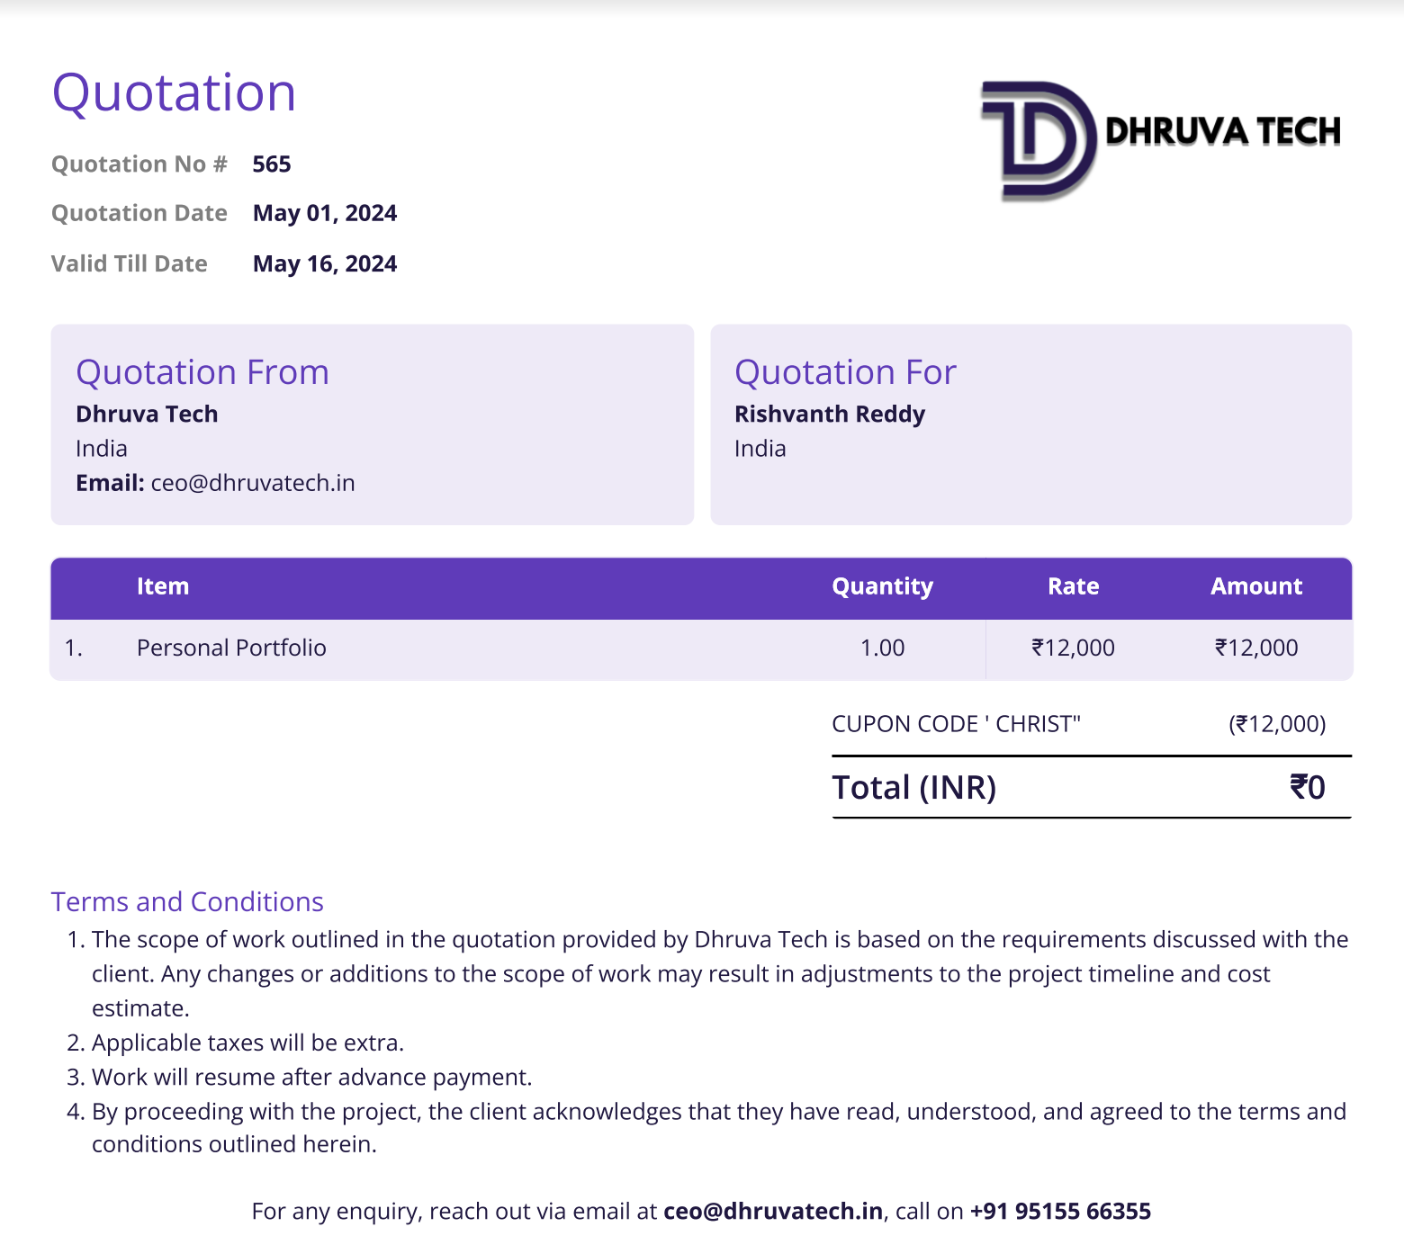 Quotation
DHRUVA TECH
Quotation No # 565
Quotation Date May 01, 2024
Valid Till Date May 16, 2024
Quotation From
Dhruva Tech
India
Email: ceo@dhruvatech.in
Quotation For
Rishvanth Reddy
India
Item Quantity Rate Amount
1. Personal Portfolio 1.00 ₹12,000 ₹12,000
CUPON CODE ' CHRIST" (₹12,000)
Total (INR) ₹0
Terms and Conditions
1. The scope of work outlined in the quotation provided by Dhruva Tech is based on the requirements discussed with the
client. Any changes or additions to the scope of work may result in adjustments to the project timeline and cost
estimate.
2. Applicable taxes will be extra.
3. Work will resume after advance payment.
4. By proceeding with the project, the client acknowledges that they have read, understood, and agreed to the terms and
conditions outlined herein.
For any enquiry, reach out via email at ceo@dhruvatech.in, call on +91 95155 66355